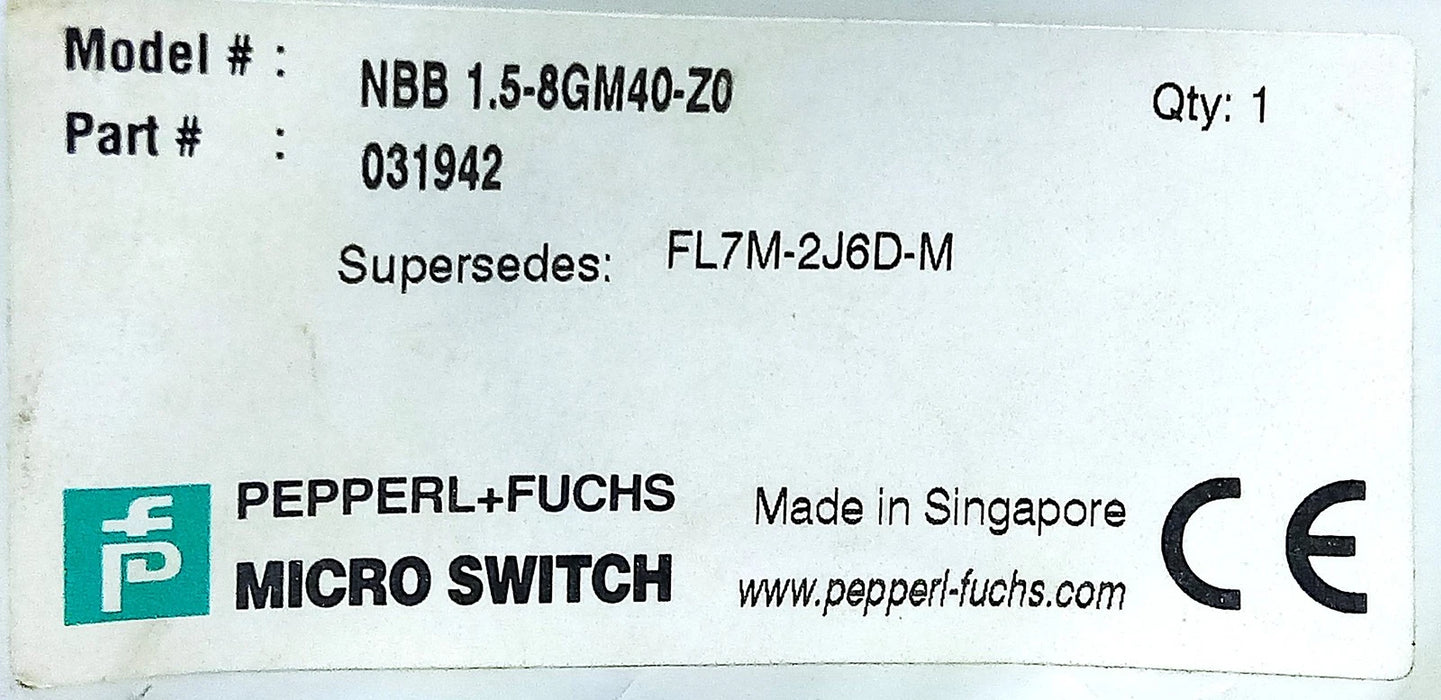 Model # : NBB 1.5-8GM40-Z0 Qty: 1
Part # : 031942
Supersedes: FL7M-2J6D-M
PEPPERL+FUCHS Made in Singapore
MICRO SWITCH www.pepperl-fuchs.com
CE